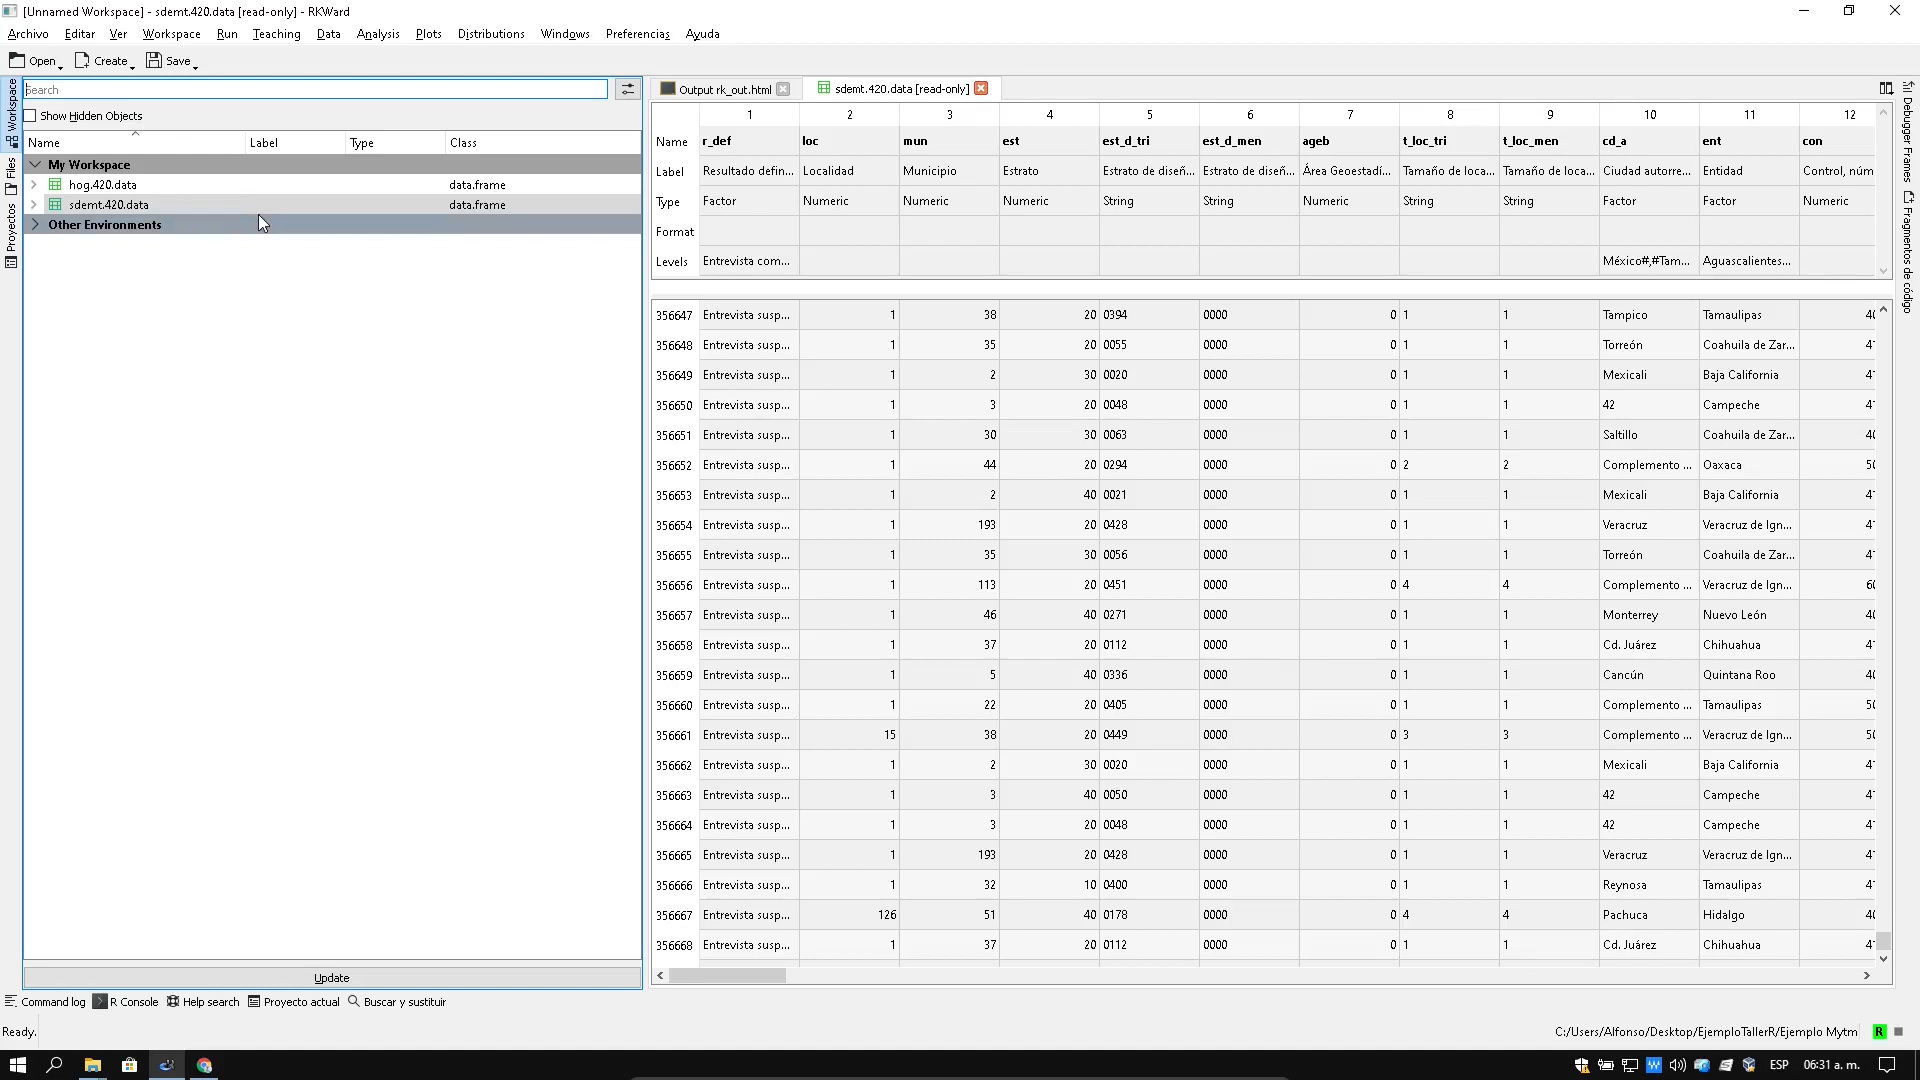 [Unnamed Workspace] - sdemt.420.data [read-only] - RKWard
Archivo Editar Ver Workspace Run Teaching Data Analysis Plots Distributions Windows Preferencias Ayuda
Open Create Save
Workspace
Files
Proyectos
Search
Show Hidden Objects
Name Label Type Class
My Workspace
hog.420.data data.frame
sdemt.420.data data.frame
Other Environments
Update
Output rk_out.html sdemt.420.data [read-only]
1 2 3 4 5 6 7 8 9 10 11 12
Name r_def loc mun est est_d_tri est_d_men ageb t_loc_tri t_loc_men cd_a ent con
Label Resultado defin... Localidad Municipio Estrato Estrato de diseñ... Estrato de diseñ... Área Geoestadí... Tamaño de loca... Tamaño de loca... Ciudad autorre... Entidad Control, núm
Type Factor Numeric Numeric Numeric String String Numeric String String Factor Factor Numeric
Format
Levels Entrevista com... México#,#Tam... Aguascalientes...
356647 Entrevista susp... 1 38 20 0394 0000 0 1 1 Tampico Tamaulipas 40
356648 Entrevista susp... 1 35 20 0055 0000 0 1 1 Torreón Coahuila de Zar... 4
356649 Entrevista susp... 1 2 30 0020 0000 0 1 1 Mexicali Baja California 4
356650 Entrevista susp... 1 3 20 0048 0000 0 1 1 42 Campeche 4
356651 Entrevista susp... 1 30 30 0063 0000 0 1 1 Saltillo Coahuila de Zar... 40
356652 Entrevista susp... 1 44 20 0294 0000 0 2 2 Complemento ... Oaxaca 50
356653 Entrevista susp... 1 2 40 0021 0000 0 1 1 Mexicali Baja California 4
356654 Entrevista susp... 1 193 20 0428 0000 0 1 1 Veracruz Veracruz de Ign... 4
356655 Entrevista susp... 1 35 30 0056 0000 0 1 1 Torreón Coahuila de Zar... 4
356656 Entrevista susp... 1 113 20 0451 0000 0 4 4 Complemento ... Veracruz de Ign... 60
356657 Entrevista susp... 1 46 40 0271 0000 0 1 1 Monterrey Nuevo León 40
356658 Entrevista susp... 1 37 20 0112 0000 0 1 1 Cd. Juárez Chihuahua 4
356659 Entrevista susp... 1 5 40 0336 0000 0 1 1 Cancún Quintana Roo 40
356660 Entrevista susp... 1 22 20 0405 0000 0 1 1 Complemento ... Tamaulipas 50
356661 Entrevista susp... 15 38 20 0449 0000 0 3 3 Complemento ... Veracruz de Ign... 50
356662 Entrevista susp... 1 2 30 0020 0000 0 1 1 Mexicali Baja California 4
356663 Entrevista susp... 1 3 40 0050 0000 0 1 1 42 Campeche 4
356664 Entrevista susp... 1 3 20 0048 0000 0 1 1 42 Campeche 4
356665 Entrevista susp... 1 193 20 0428 0000 0 1 1 Veracruz Veracruz de Ign... 4
356666 Entrevista susp... 1 32 10 0400 0000 0 1 1 Reynosa Tamaulipas 4
356667 Entrevista susp... 126 51 40 0178 0000 0 4 4 Pachuca Hidalgo 40
356668 Entrevista susp... 1 37 20 0112 0000 0 1 1 Cd. Juárez Chihuahua 4
Debugger Frames
Fragmentos de código
Command log R Console Help search Proyecto actual Buscar y sustituir
Ready. C:/Users/Alfonso/Desktop/EjemploTallerR/Ejemplo Mytm R
ESP 06:31 a. m.